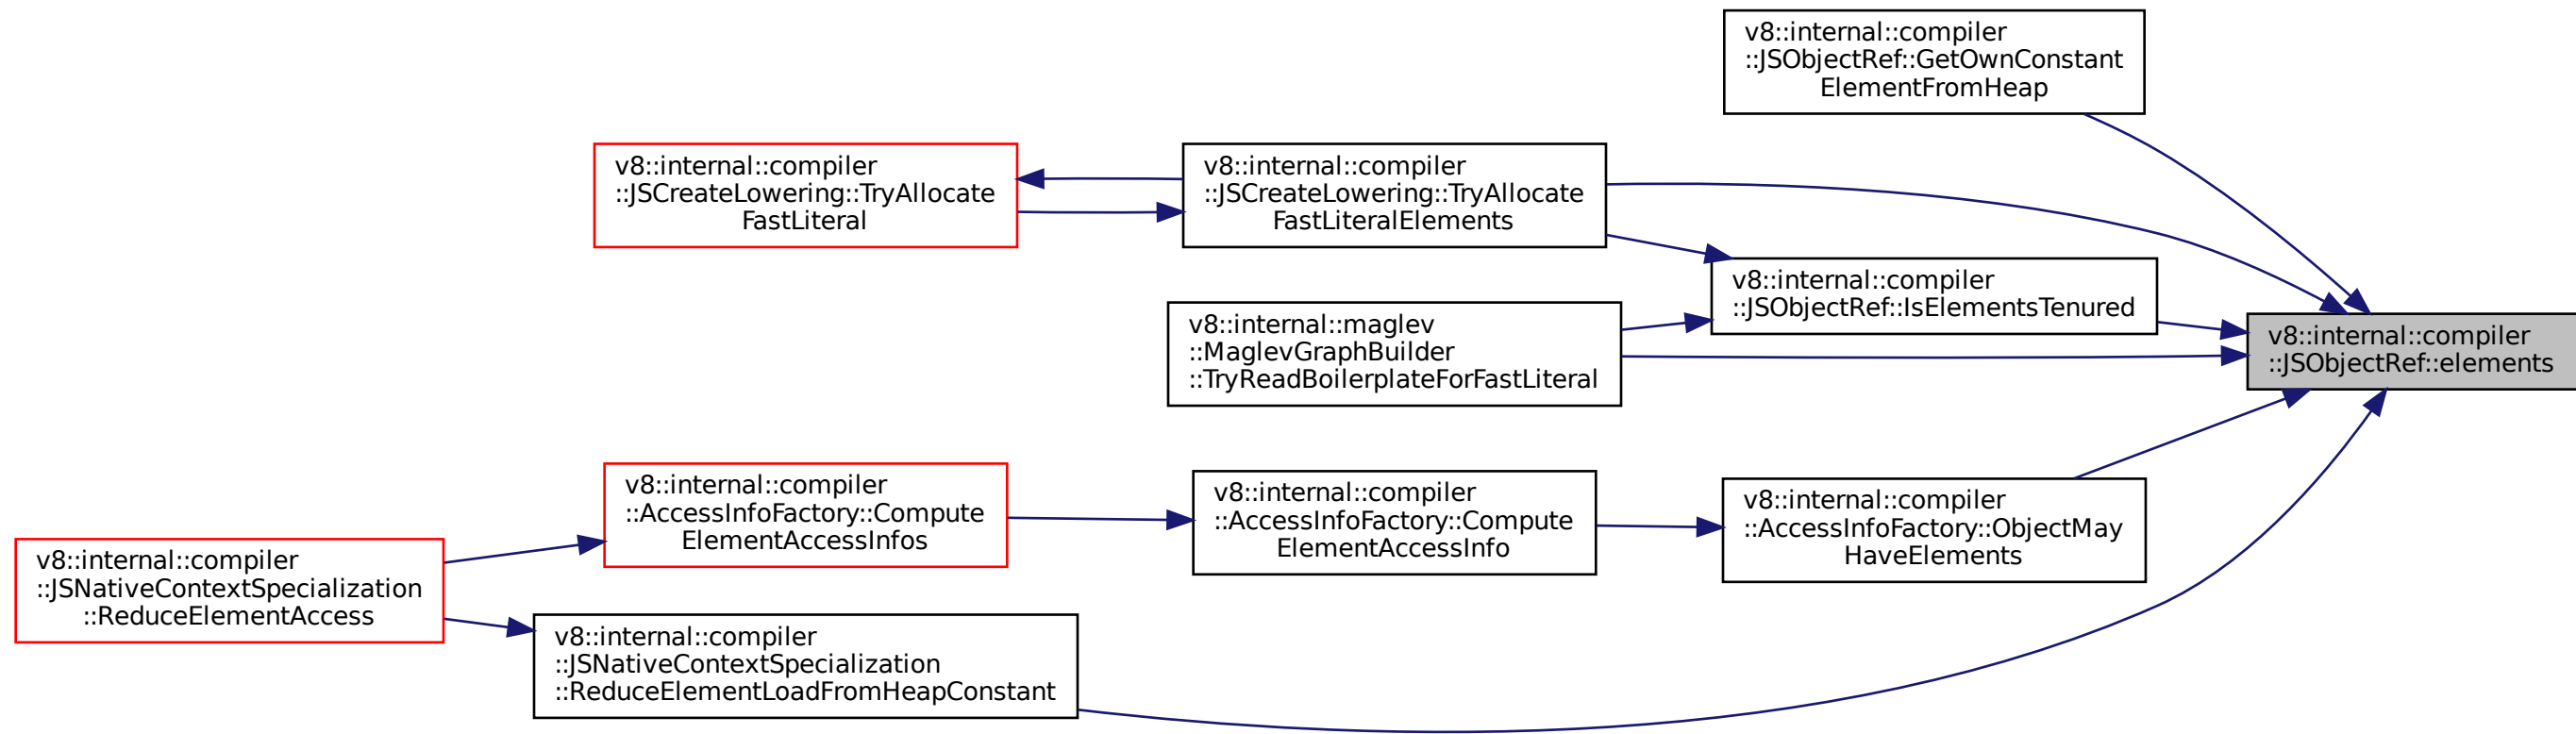 v8::internal::compiler
::JSObjectRef::GetOwnConstant
ElementFromHeap
v8::internal::compiler
::JSCreateLowering::TryAllocate
FastLiteral
v8::internal::compiler
::JSCreateLowering::TryAllocate
FastLiteralElements
v8::internal::compiler
::JSObjectRef::IsElementsTenured
v8::internal::maglev
::MaglevGraphBuilder
::TryReadBoilerplateForFastLiteral
v8::internal::compiler
::JSObjectRef::elements
v8::internal::compiler
::AccessInfoFactory::Compute
ElementAccessInfos
v8::internal::compiler
::AccessInfoFactory::Compute
ElementAccessInfo
v8::internal::compiler
::AccessInfoFactory::ObjectMay
HaveElements
v8::internal::compiler
::JSNativeContextSpecialization
::ReduceElementAccess
v8::internal::compiler
::JSNativeContextSpecialization
::ReduceElementLoadFromHeapConstant